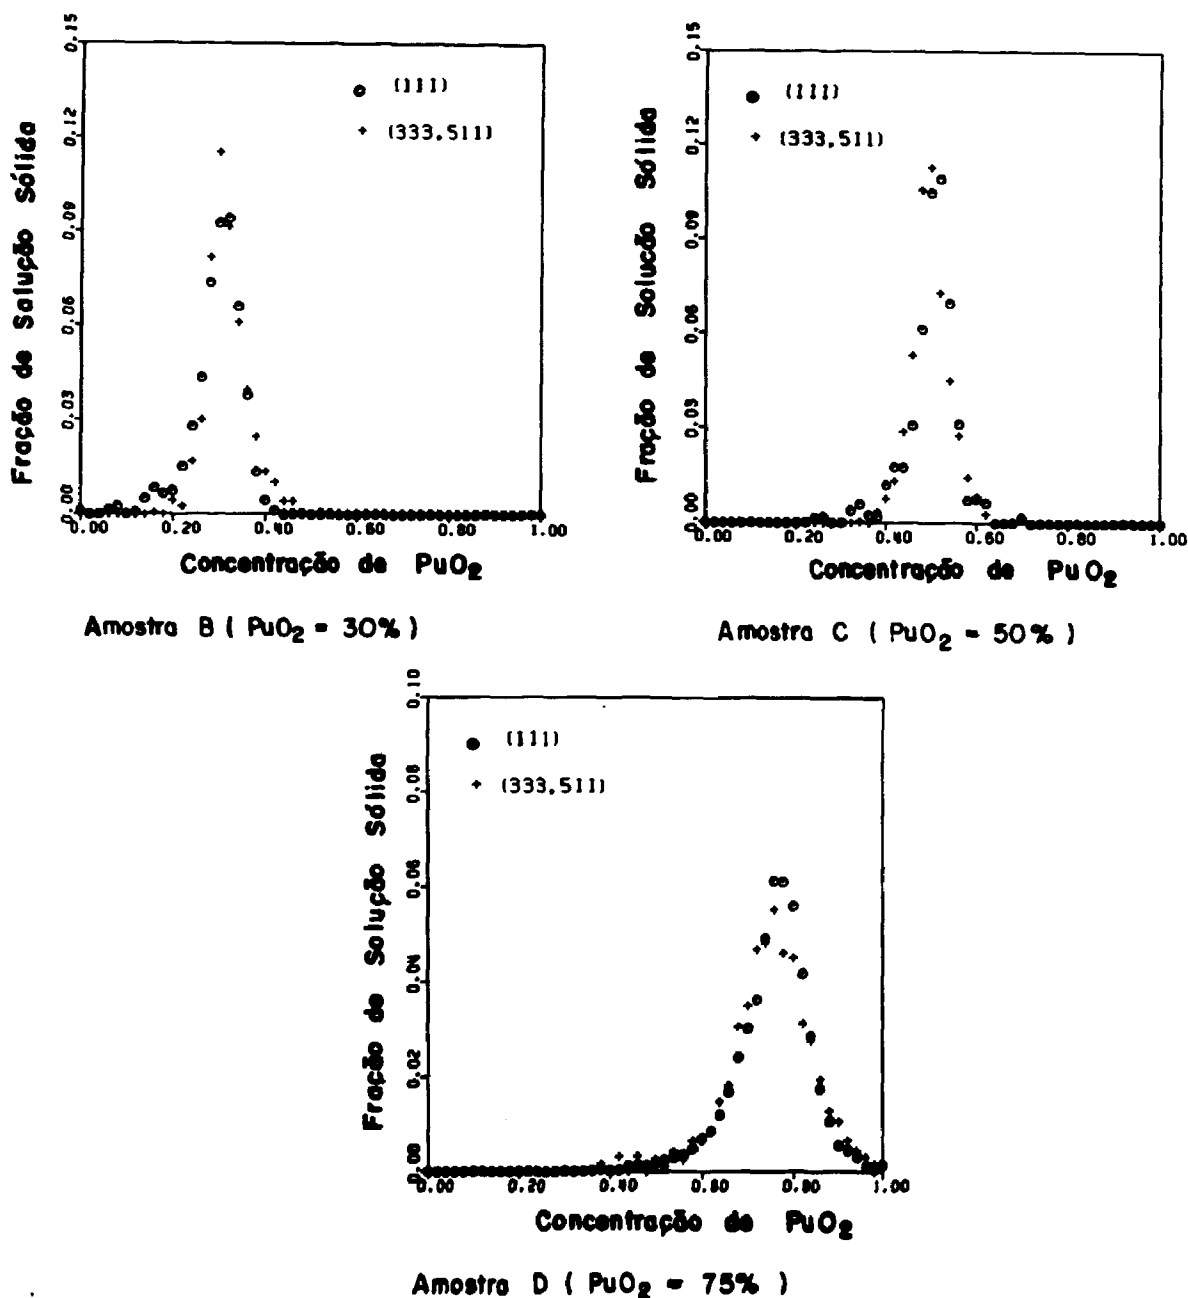 Fração de Salução Sólida
0.15
0.12
0.09
0.06
0.03
0.00
(111)
(333.511)
0.00 0.20 0.40 0.60 0.80 1.00
Concentração de PuO2
Amostra B ( PuO2 = 30% )
Fração de Solucão Sólida
0.15
0.12
0.09
0.06
0.03
0.00
(111)
(333,511)
0.00 0.20 0.40 0.60 0.80 1.00
Concentração de PuO2
Amostra C ( PuO2 = 50% )
Fração de Solução Sólida
0.10
0.08
0.06
0.04
0.02
0.00
(111)
(333,511)
0.00 0.20 0.40 0.60 0.80 1.00
Concentração de PuO2
Amostra D ( PuO2 = 75% )